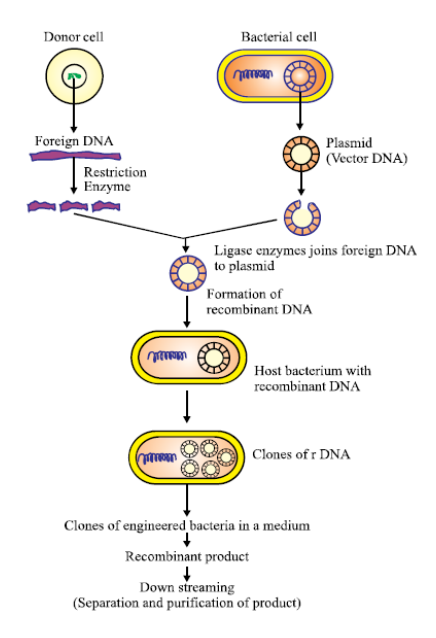 Donor cell
Bacterial cell
Foreign DNA
Plasmid
(Vector DNA)
Restriction
Enzyme
Ligase enzymes joins foreign DNA
to plasmid
Formation of
recombinant DNA
Host bacterium with
recombinant DNA
Clones of r DNA
Clones of engineered bacteria in a medium
Recombinant product
Down streaming
(Separation and purification of product)